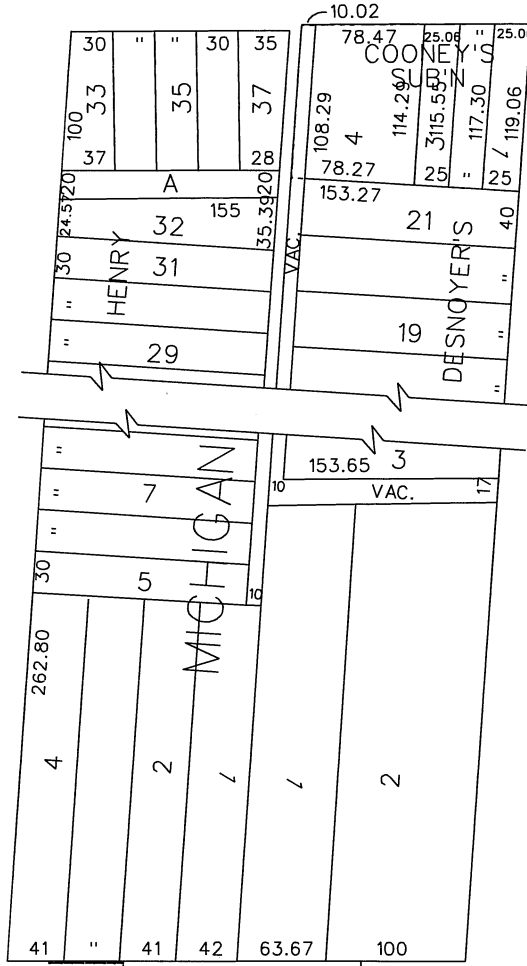 10.02
30 " " 30 35
78.47 25.06 " 25.06
COONEY'S
SUB'N
100 33 35 37
108.29 4 114.29 3 115.55 117.30 1 119.06
37 28
78.27 25 " 25
20 A 20
153.27
24.57 32 155 35.39
21 40
HENRY
VAC.
DESNOYER'S
30 31
"
"
" 19 "
" 29
"
153.65 3
"
" 7
10 VAC. 17
"
MICHIGAN
30 5 10
262.80
4 2 1 1 2
41 " 41 42 63.67 100